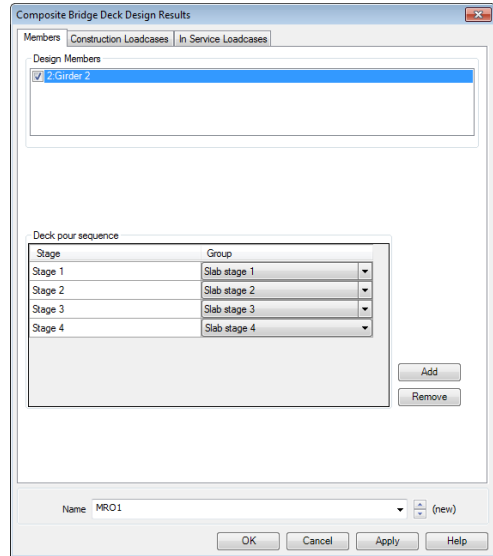 Composite Bridge Deck Design Results
Members Construction Loadcases In Service Loadcases
Design Members
2:Girder 2
Deck pour sequence
Stage Group
Stage 1 Slab stage 1
Stage 2 Slab stage 2
Stage 3 Slab stage 3
Stage 4 Slab stage 4
Add
Remove
Name MRO1 (new)
OK Cancel Apply Help